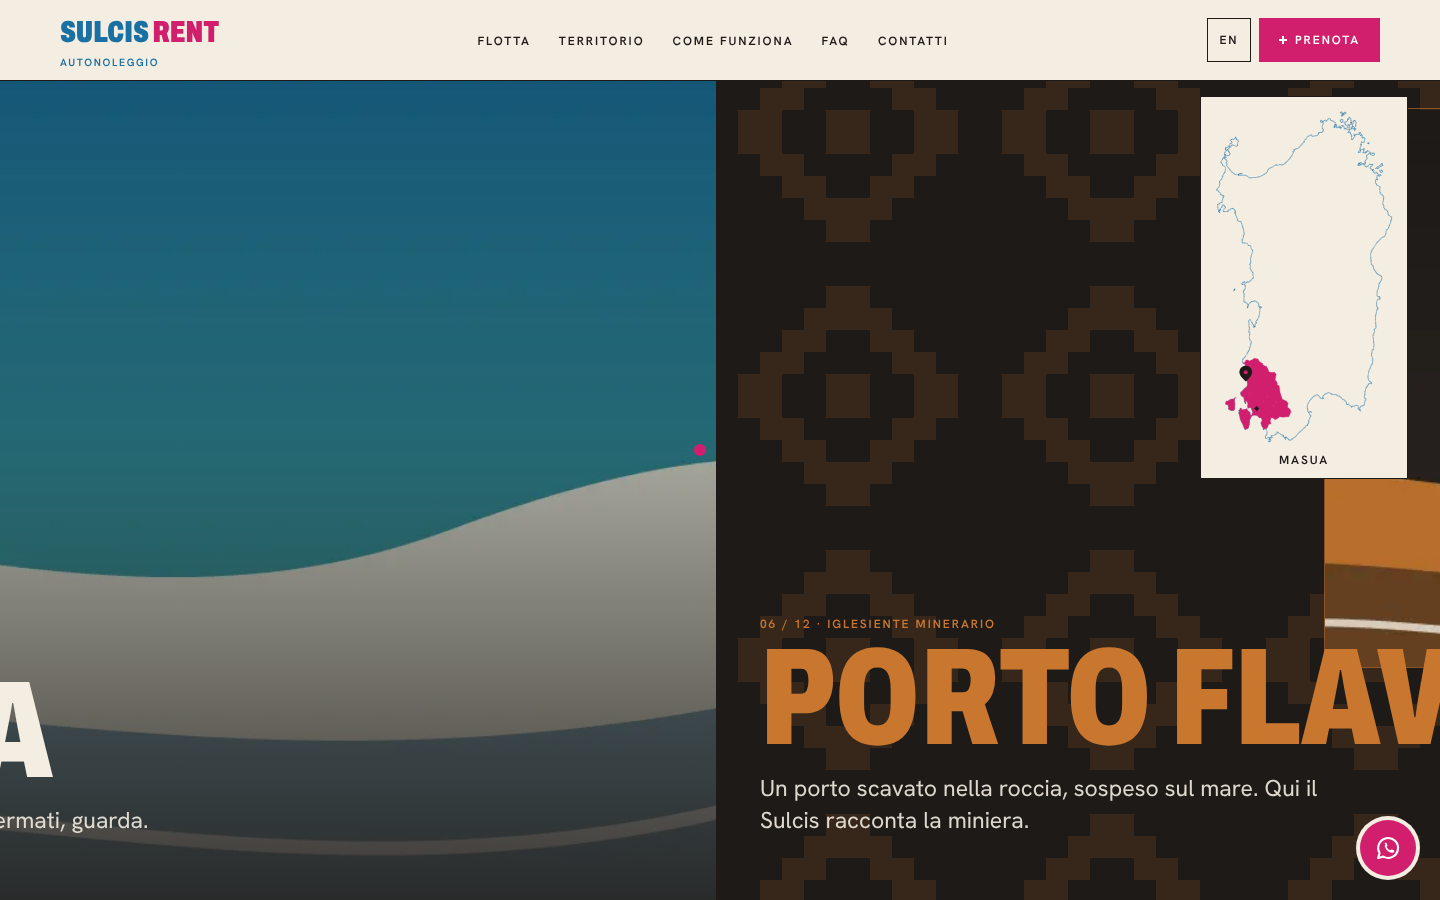 SULCIS RENT
AUTONOLEGGIO
FLOTTA TERRITORIO COME FUNZIONA FAQ CONTATTI
EN
+ PRENOTA
MASUA
A
ermati, guarda.
06 / 12 · IGLESIENTE MINERARIO
PORTO FLAV
Un porto scavato nella roccia, sospeso sul mare. Qui il
Sulcis racconta la miniera.